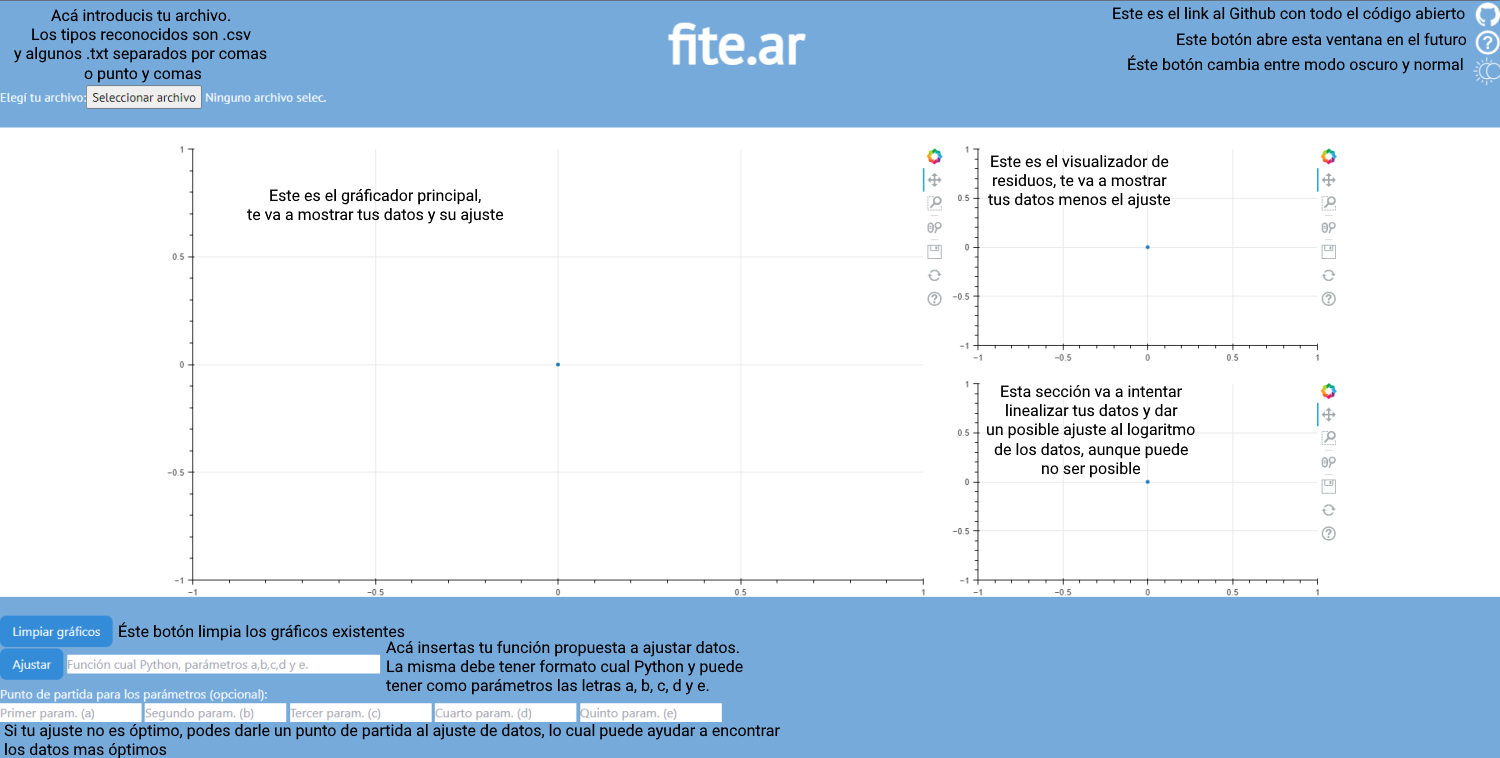 Acá introducis tu archivo.
Los tipos reconocidos son .csv
y algunos .txt separados por comas
o punto y comas
Elegí tu archivo: Seleccionar archivo Ninguno archivo selec.
fite.ar
Este es el link al Github con todo el código abierto
Este botón abre esta ventana en el futuro
Éste botón cambia entre modo oscuro y normal
1
0.5
0
−0.5
−1
−1 −0.5 0 0.5 1
Este es el gráficador principal,
te va a mostrar tus datos y su ajuste
1
0.5
0
−0.5
−1
−1 −0.5 0 0.5 1
Este es el visualizador de
residuos, te va a mostrar
tus datos menos el ajuste
1
0.5
0
−0.5
−1
−1 −0.5 0 0.5 1
Esta sección va a intentar
linealizar tus datos y dar
un posible ajuste al logaritmo
de los datos, aunque puede
no ser posible
Limpiar gráficos Éste botón limpia los gráficos existentes
Ajustar Función cual Python, parámetros a,b,c,d y e.
Acá insertas tu función propuesta a ajustar datos.
La misma debe tener formato cual Python y puede
tener como parámetros las letras a, b, c, d y e.
Punto de partida para los parámetros (opcional):
Primer param. (a) Segundo param. (b) Tercer param. (c) Cuarto param. (d) Quinto param. (e)
Si tu ajuste no es óptimo, podes darle un punto de partida al ajuste de datos, lo cual puede ayudar a encontrar
los datos mas óptimos